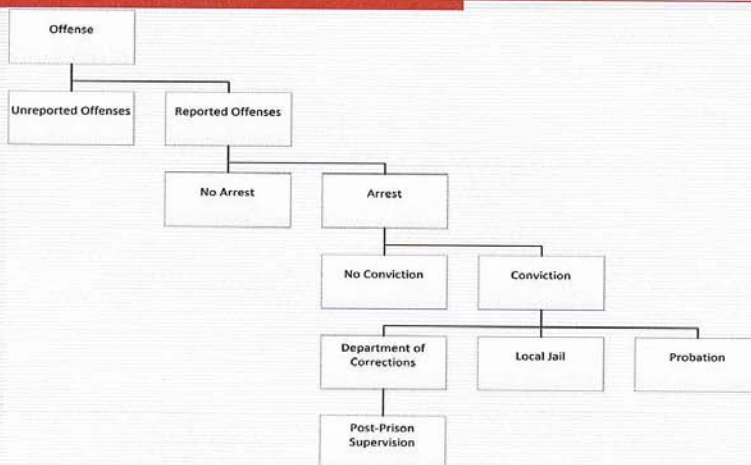 Offense
Unreported Offenses
Reported Offenses
No Arrest
Arrest
No Conviction
Conviction
Department of
Corrections
Local Jail
Probation
Post-Prison
Supervision